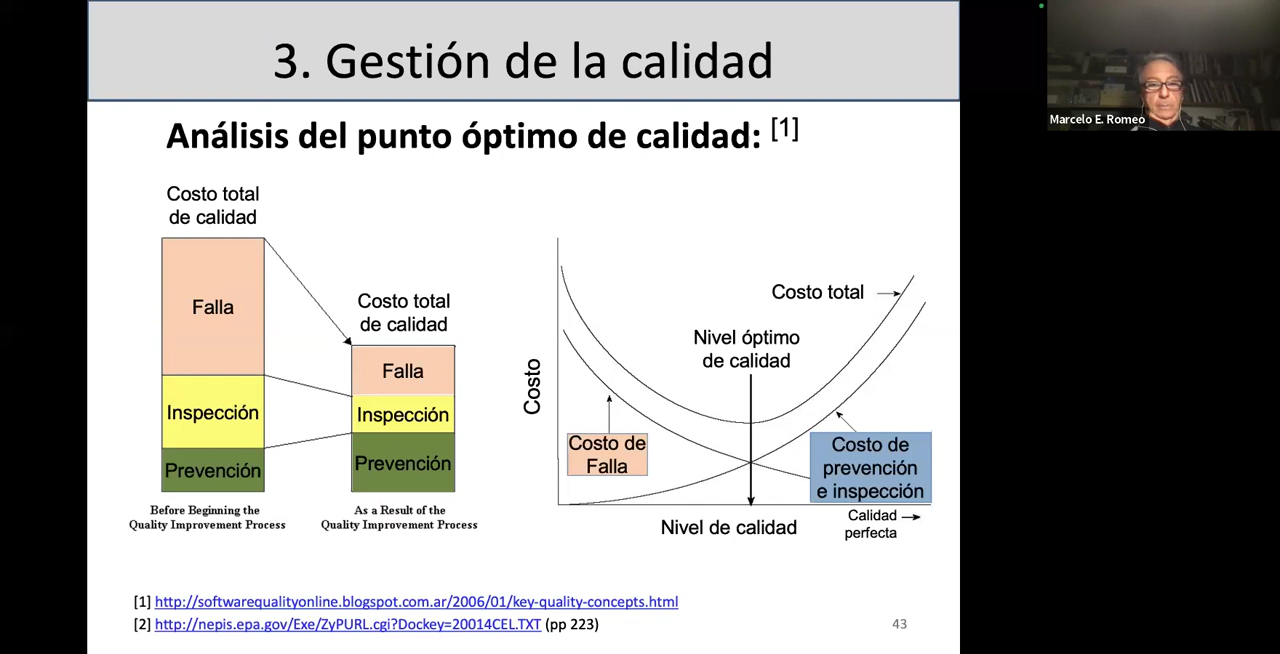 3. Gestión de la calidad
Marcelo E. Romeo
Análisis del punto óptimo de calidad: [1]
Costo total
de calidad
Falla
Inspección
Prevención
Before Beginning the
Quality Improvement Process
Costo total
de calidad
Falla
Inspección
Prevención
As a Result of the
Quality Improvement Process
Costo
Costo total
Nivel óptimo
de calidad
Costo de
Falla
Costo de
prevención
e inspección
Nivel de calidad
Calidad
perfecta
[1] http://softwarequalityonline.blogspot.com.ar/2006/01/key-quality-concepts.html
[2] http://nepis.epa.gov/Exe/ZyPURL.cgi?Dockey=20014CEL.TXT (pp 223)
43